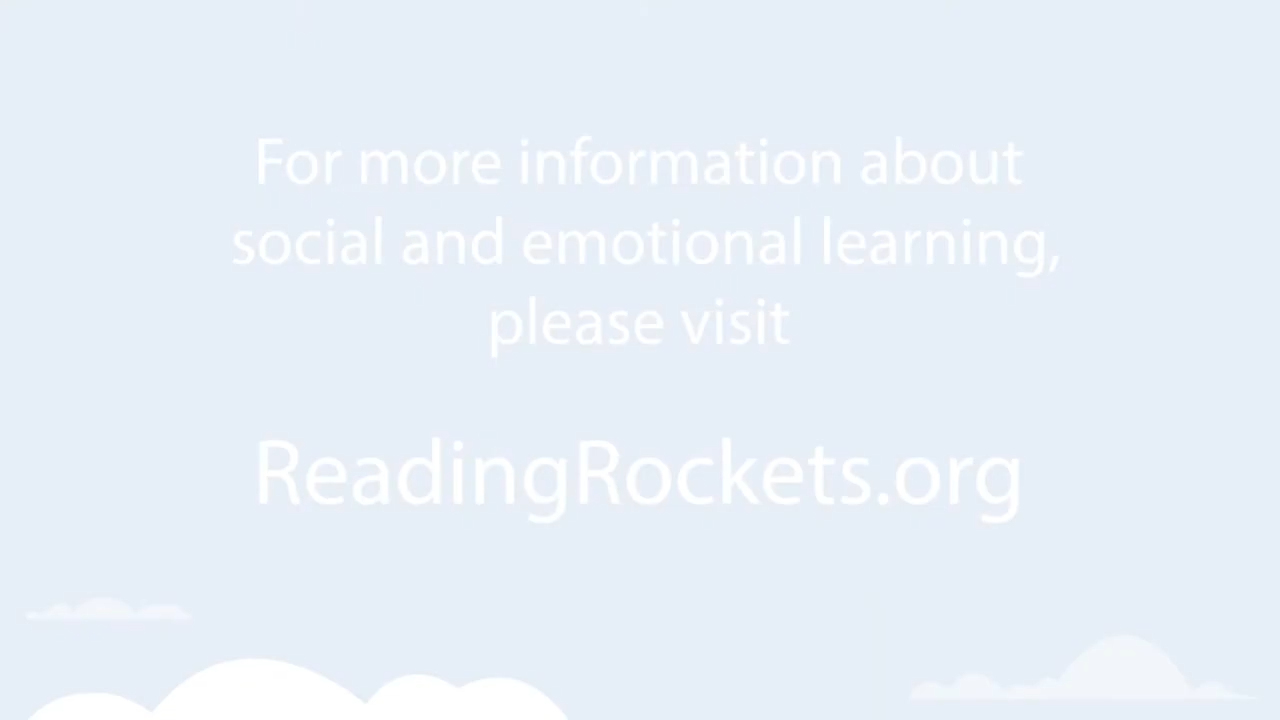 For more information about
social and emotional learning,
please visit
ReadingRockets.org